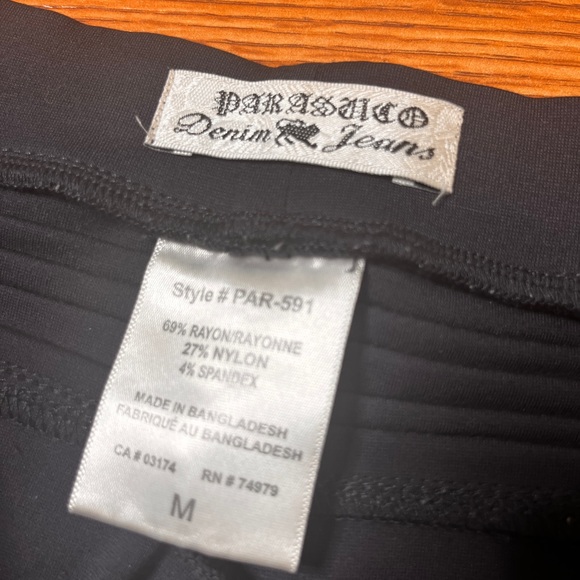 PARASUCO
Denim Jeans
Style # PAR-591
69% RAYON/RAYONNE
27% NYLON
4% SPANDEX
MADE IN BANGLADESH
FABRIQUÉ AU BANGLADESH
CA # 03174 RN # 74979
M